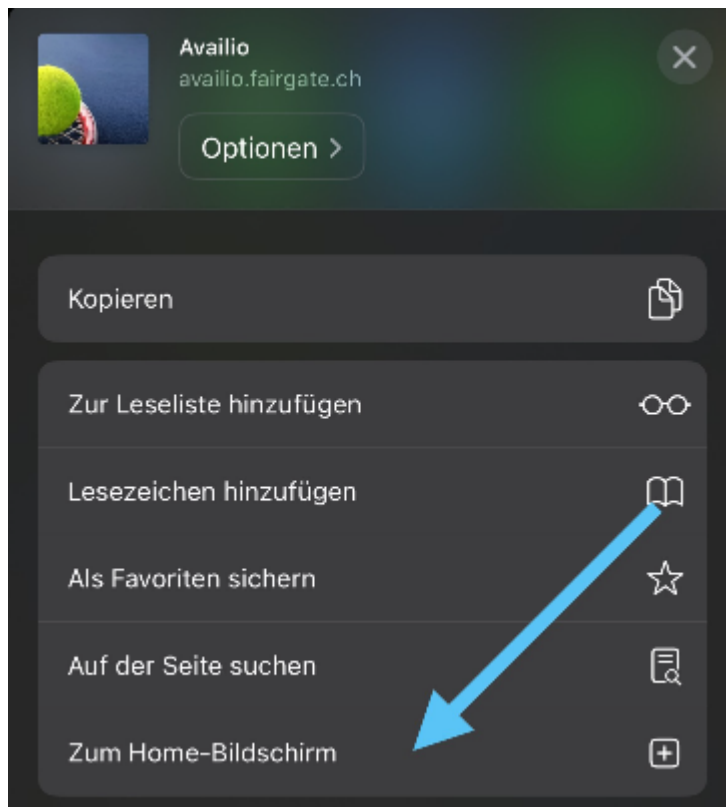 Availio
availio.fairgate.ch
Optionen >
Kopieren
Zur Leseliste hinzufügen
Lesezeichen hinzufügen
Als Favoriten sichern
Auf der Seite suchen
Zum Home-Bildschirm